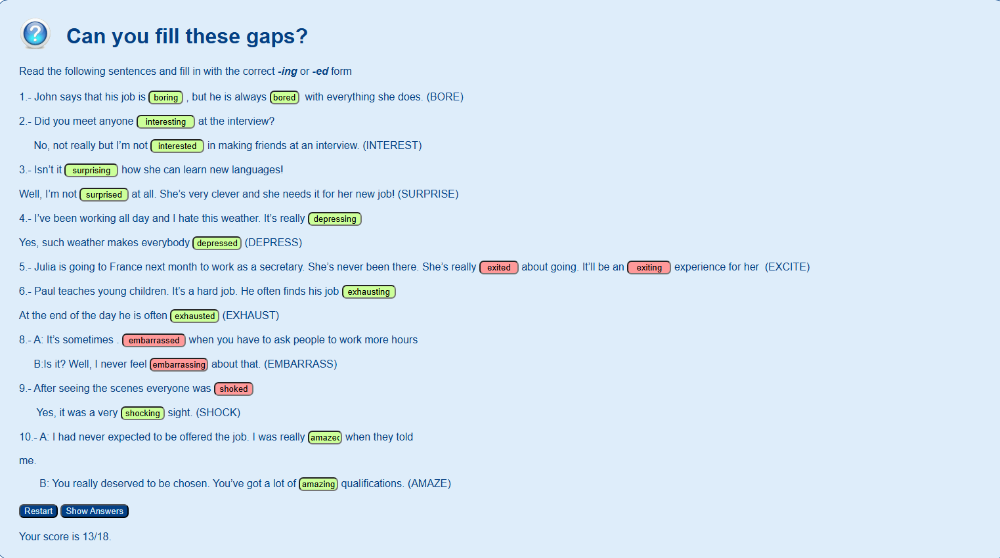 Can you fill these gaps?
Read the following sentences and fill in with the correct -ing or -ed form
1.- John says that his job is boring , but he is always bored with everything she does. (BORE)
2.- Did you meet anyone interesting at the interview?
No, not really but I’m not interested in making friends at an interview. (INTEREST)
3.- Isn’t it surprising how she can learn new languages!
Well, I’m not surprised at all. She’s very clever and she needs it for her new job! (SURPRISE)
4.- I’ve been working all day and I hate this weather. It’s really depressing
Yes, such weather makes everybody depressed (DEPRESS)
5.- Julia is going to France next month to work as a secretary. She’s never been there. She’s really exited about going. It’ll be an exiting experience for her (EXCITE)
6.- Paul teaches young children. It’s a hard job. He often finds his job exhausting
At the end of the day he is often exhausted (EXHAUST)
8.- A: It’s sometimes . embarrassed when you have to ask people to work more hours
B:Is it? Well, I never feel embarrassing about that. (EMBARRASS)
9.- After seeing the scenes everyone was shoked
Yes, it was a very shocking sight. (SHOCK)
10.- A: I had never expected to be offered the job. I was really amazed when they told
me.
B: You really deserved to be chosen. You’ve got a lot of amazing qualifications. (AMAZE)
Restart Show Answers
Your score is 13/18.